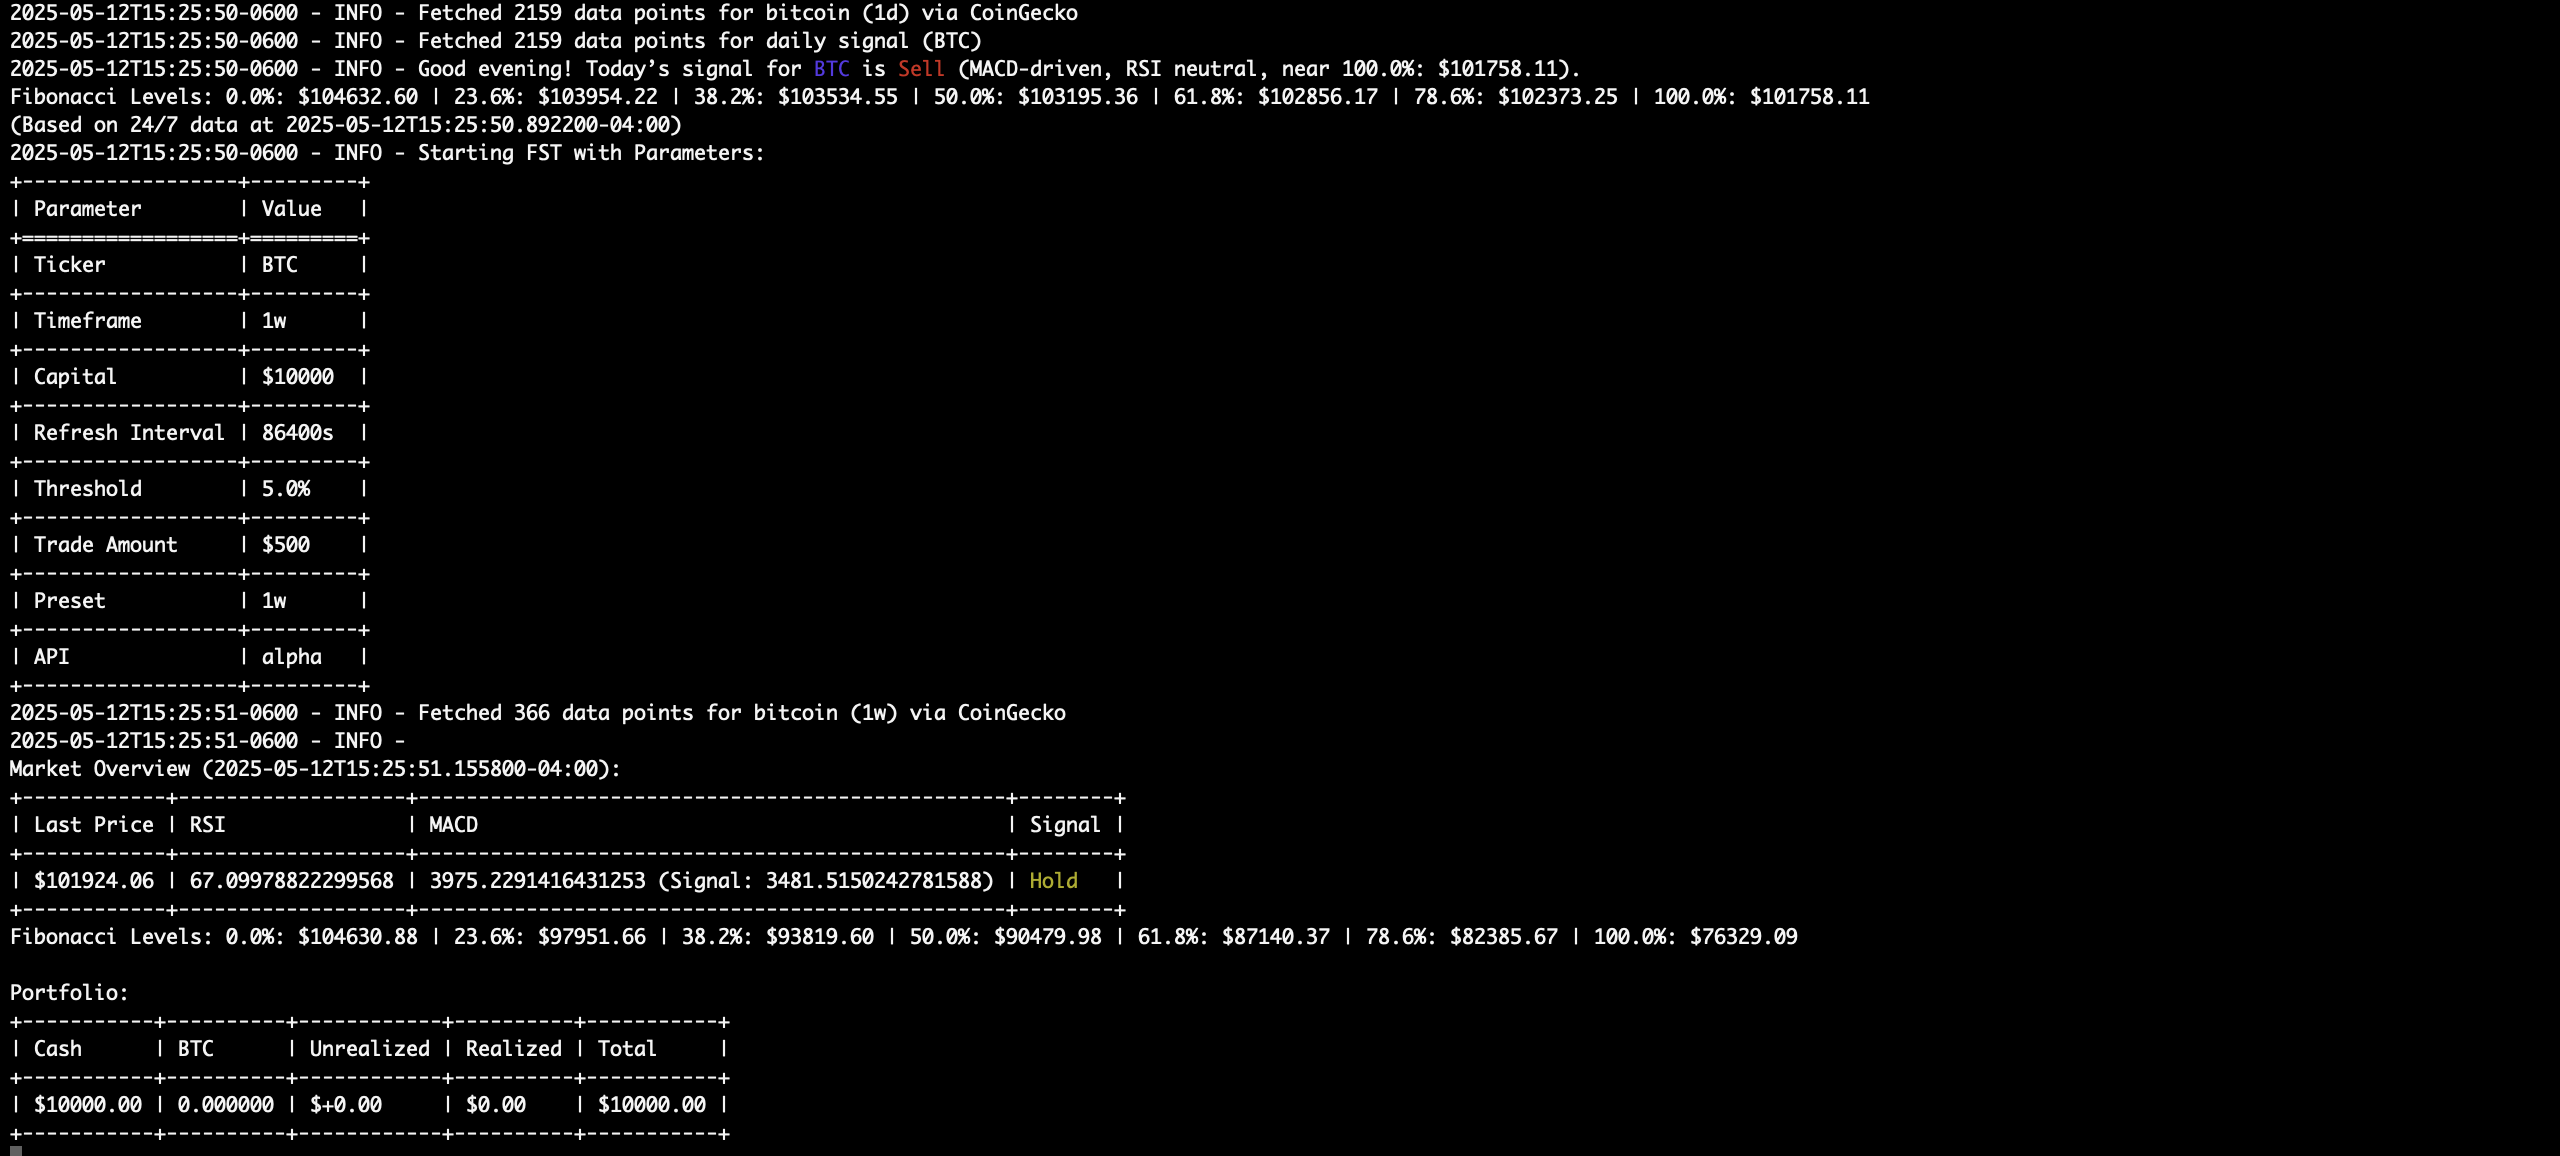 2025-05-12T15:25:50-0600 - INFO - Fetched 2159 data points for bitcoin (1d) via CoinGecko
2025-05-12T15:25:50-0600 - INFO - Fetched 2159 data points for daily signal (BTC)
2025-05-12T15:25:50-0600 - INFO - Good evening! Today’s signal for BTC is Sell (MACD-driven, RSI neutral, near 100.0%: $101758.11).
Fibonacci Levels: 0.0%: $104632.60 | 23.6%: $103954.22 | 38.2%: $103534.55 | 50.0%: $103195.36 | 61.8%: $102856.17 | 78.6%: $102373.25 | 100.0%: $101758.11
(Based on 24/7 data at 2025-05-12T15:25:50.892200-04:00)
2025-05-12T15:25:50-0600 - INFO - Starting FST with Parameters:
+------------------+---------+
| Parameter        | Value   |
+==================+=========+
| Ticker           | BTC     |
+------------------+---------+
| Timeframe        | 1w      |
+------------------+---------+
| Capital          | $10000  |
+------------------+---------+
| Refresh Interval | 86400s  |
+------------------+---------+
| Threshold        | 5.0%    |
+------------------+---------+
| Trade Amount     | $500    |
+------------------+---------+
| Preset           | 1w      |
+------------------+---------+
| API              | alpha   |
+------------------+---------+
2025-05-12T15:25:51-0600 - INFO - Fetched 366 data points for bitcoin (1w) via CoinGecko
2025-05-12T15:25:51-0600 - INFO -
Market Overview (2025-05-12T15:25:51.155800-04:00):
+------------+-------------------+-------------------------------------------------+--------+
| Last Price | RSI               | MACD                                            | Signal |
+------------+-------------------+-------------------------------------------------+--------+
| $101924.06 | 67.09978822299568 | 3975.2291416431253 (Signal: 3481.5150242781588) | Hold   |
+------------+-------------------+-------------------------------------------------+--------+
Fibonacci Levels: 0.0%: $104630.88 | 23.6%: $97951.66 | 38.2%: $93819.60 | 50.0%: $90479.98 | 61.8%: $87140.37 | 78.6%: $82385.67 | 100.0%: $76329.09
Portfolio:
+-----------+----------+------------+----------+-----------+
| Cash      | BTC      | Unrealized | Realized | Total     |
+-----------+----------+------------+----------+-----------+
| $10000.00 | 0.000000 | $+0.00     | $0.00    | $10000.00 |
+-----------+----------+------------+----------+-----------+